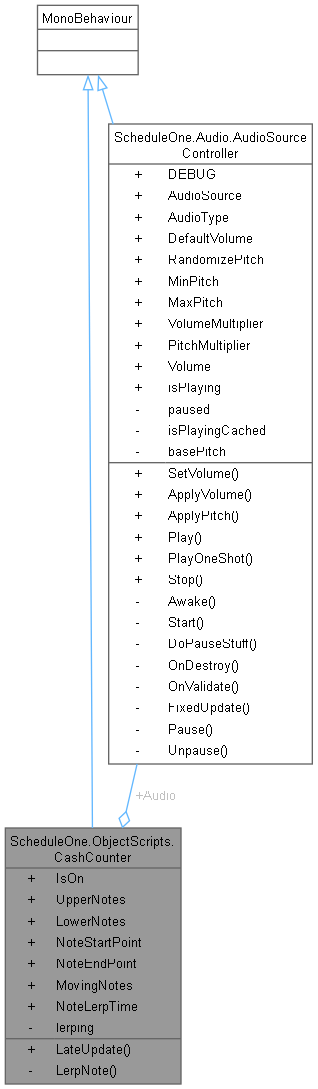 MonoBehaviour
ScheduleOne.Audio.AudioSource
Controller
+ DEBUG
+ AudioSource
+ AudioType
+ DefaultVolume
+ RandomizePitch
+ MinPitch
+ MaxPitch
+ VolumeMultiplier
+ PitchMultiplier
+ Volume
+ isPlaying
- paused
- isPlayingCached
- basePitch
+ SetVolume()
+ ApplyVolume()
+ ApplyPitch()
+ Play()
+ PlayOneShot()
+ Stop()
- Awake()
- Start()
- DoPauseStuff()
- OnDestroy()
- OnValidate()
- FixedUpdate()
- Pause()
- Unpause()
+Audio
ScheduleOne.ObjectScripts.
CashCounter
+ IsOn
+ UpperNotes
+ LowerNotes
+ NoteStartPoint
+ NoteEndPoint
+ MovingNotes
+ NoteLerpTime
- lerping
+ LateUpdate()
- LerpNote()